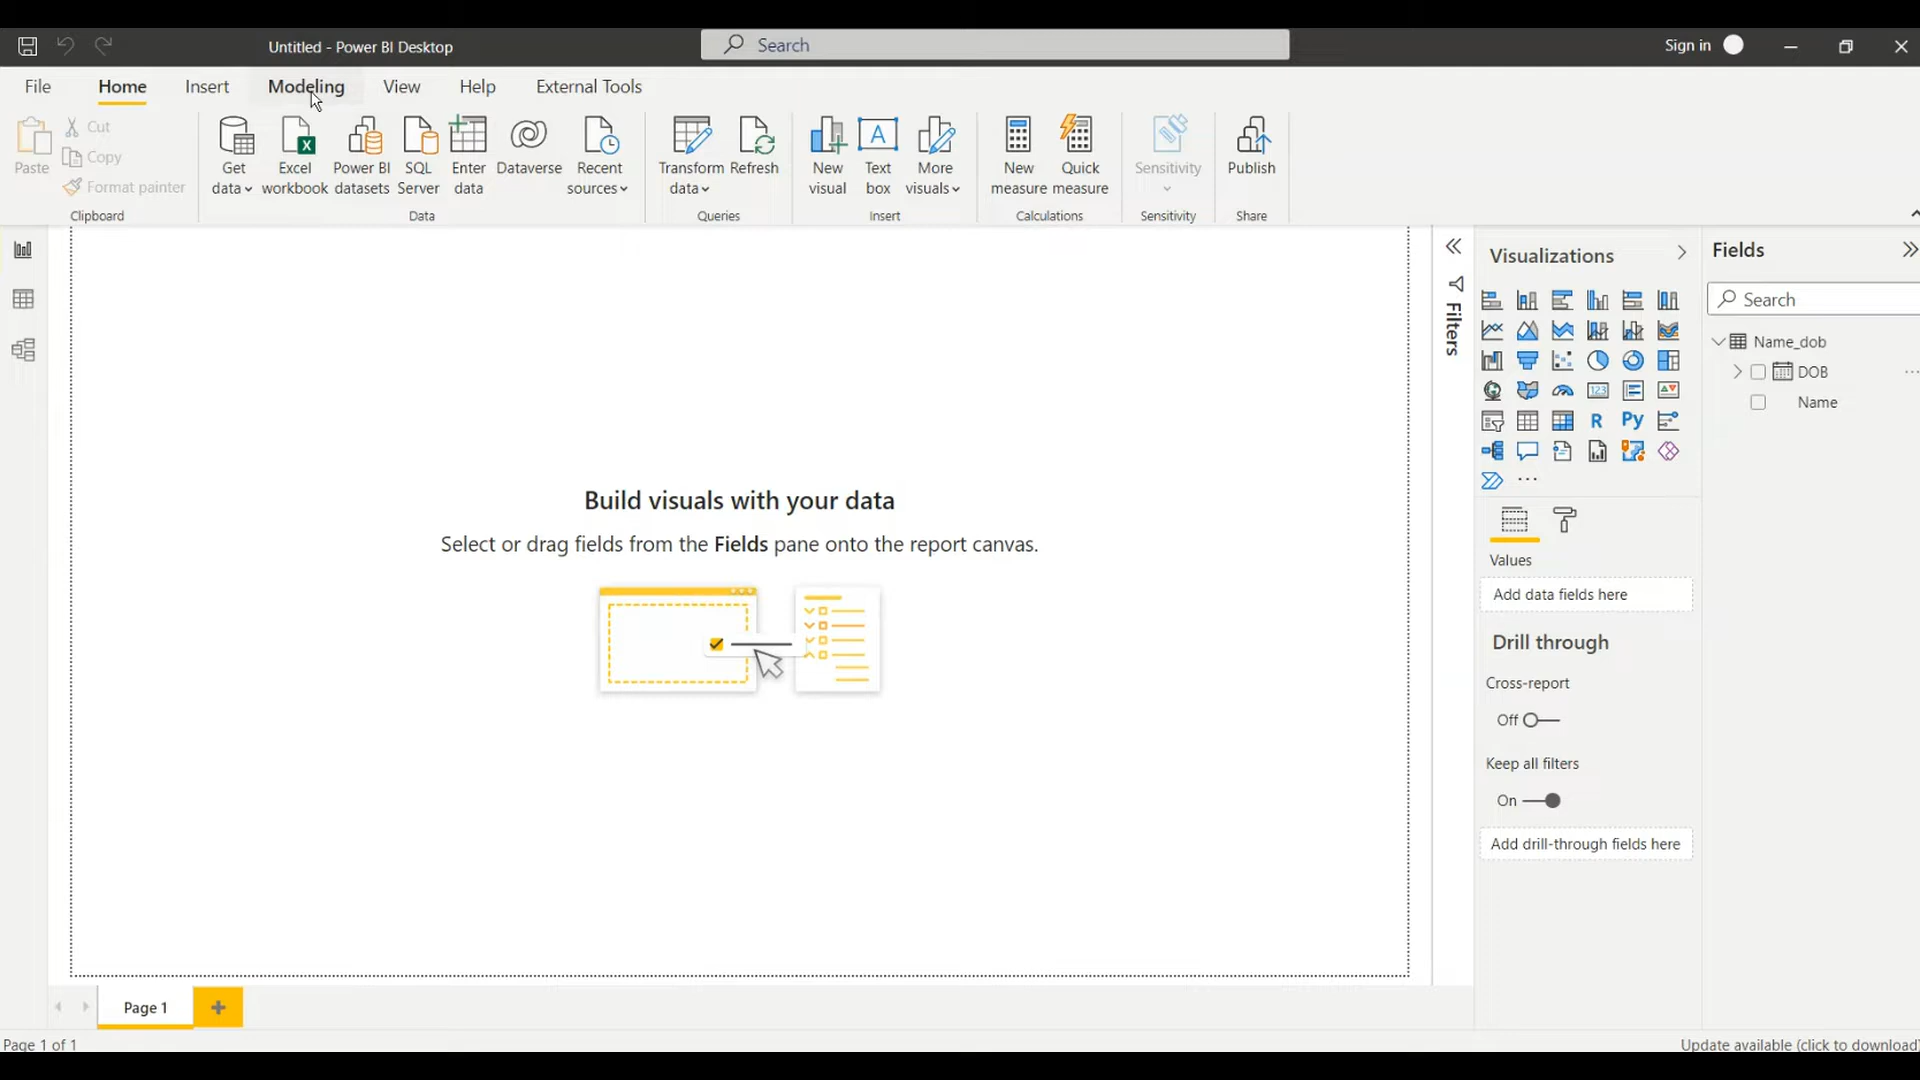 Untitled - Power BI Desktop
Search
Sign in
File
Home
Insert
Modeling
View
Help
External Tools
Paste
Cut
Copy
Format painter
Clipboard
Get
data
Excel
workbook
Power BI
datasets
SQL
Server
Enter
data
Dataverse
Recent
sources
Data
Transform
data
Refresh
Queries
New
visual
Text
box
More
visuals
Insert
New
measure
Quick
measure
Calculations
Sensitivity
Sensitivity
Publish
Share
Build visuals with your data
Select or drag fields from the Fields pane onto the report canvas.
Filters
Visualizations
R
Py
123
Values
Add data fields here
Drill through
Cross-report
Off
Keep all filters
On
Add drill-through fields here
Fields
Search
Name_dob
DOB
Name
Page 1
Page 1 of 1
Update available (click to download)